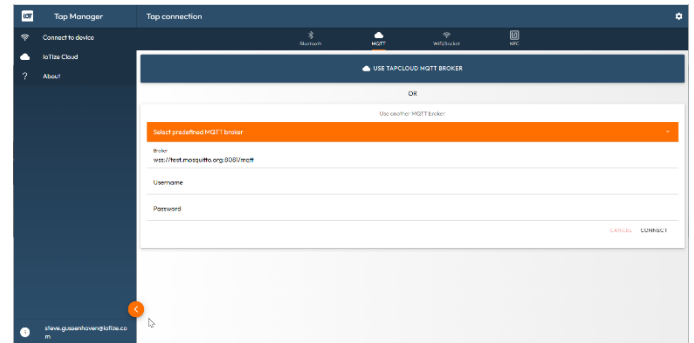 Tap Manager
Tap connection
Connect to device
IoTize Cloud
About
Bluetooth
MQTT
WiFi/Socket
NFC
USE TAPCLOUD MQTT BROKER
OR
Use another MQTT broker
Select predefined MQTT broker
Broker
wss://test.mosquitto.org:8081/mqtt
Username
Password
CANCEL
CONNECT
steve.gussenhoven@iotize.co
m